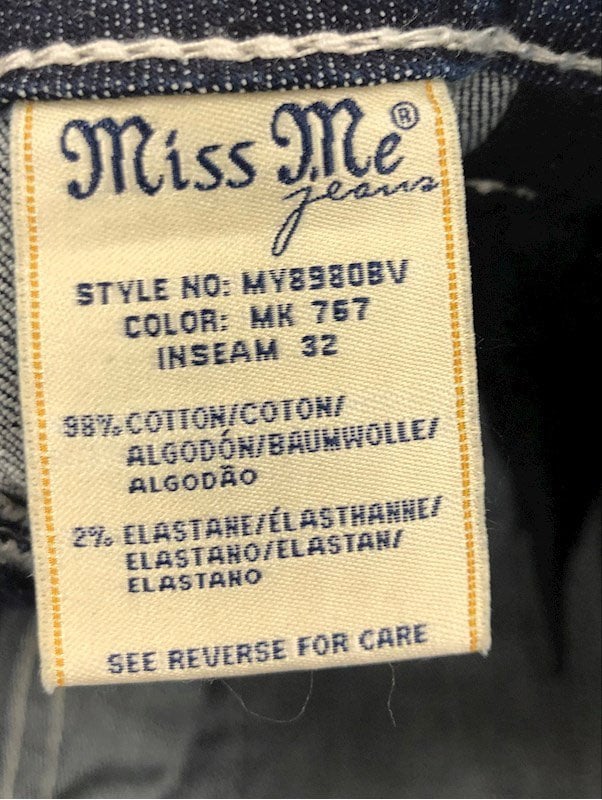 Miss Me®
jeans
STYLE NO: MY8980BV
COLOR: MK 767
INSEAM 32
98% COTTON/COTON/
ALGODÓN/BAUMWOLLE/
ALGODÃO
2% ELASTANE/ÉLASTHANNE/
ELASTANO/ELASTAN/
ELASTANO
SEE REVERSE FOR CARE